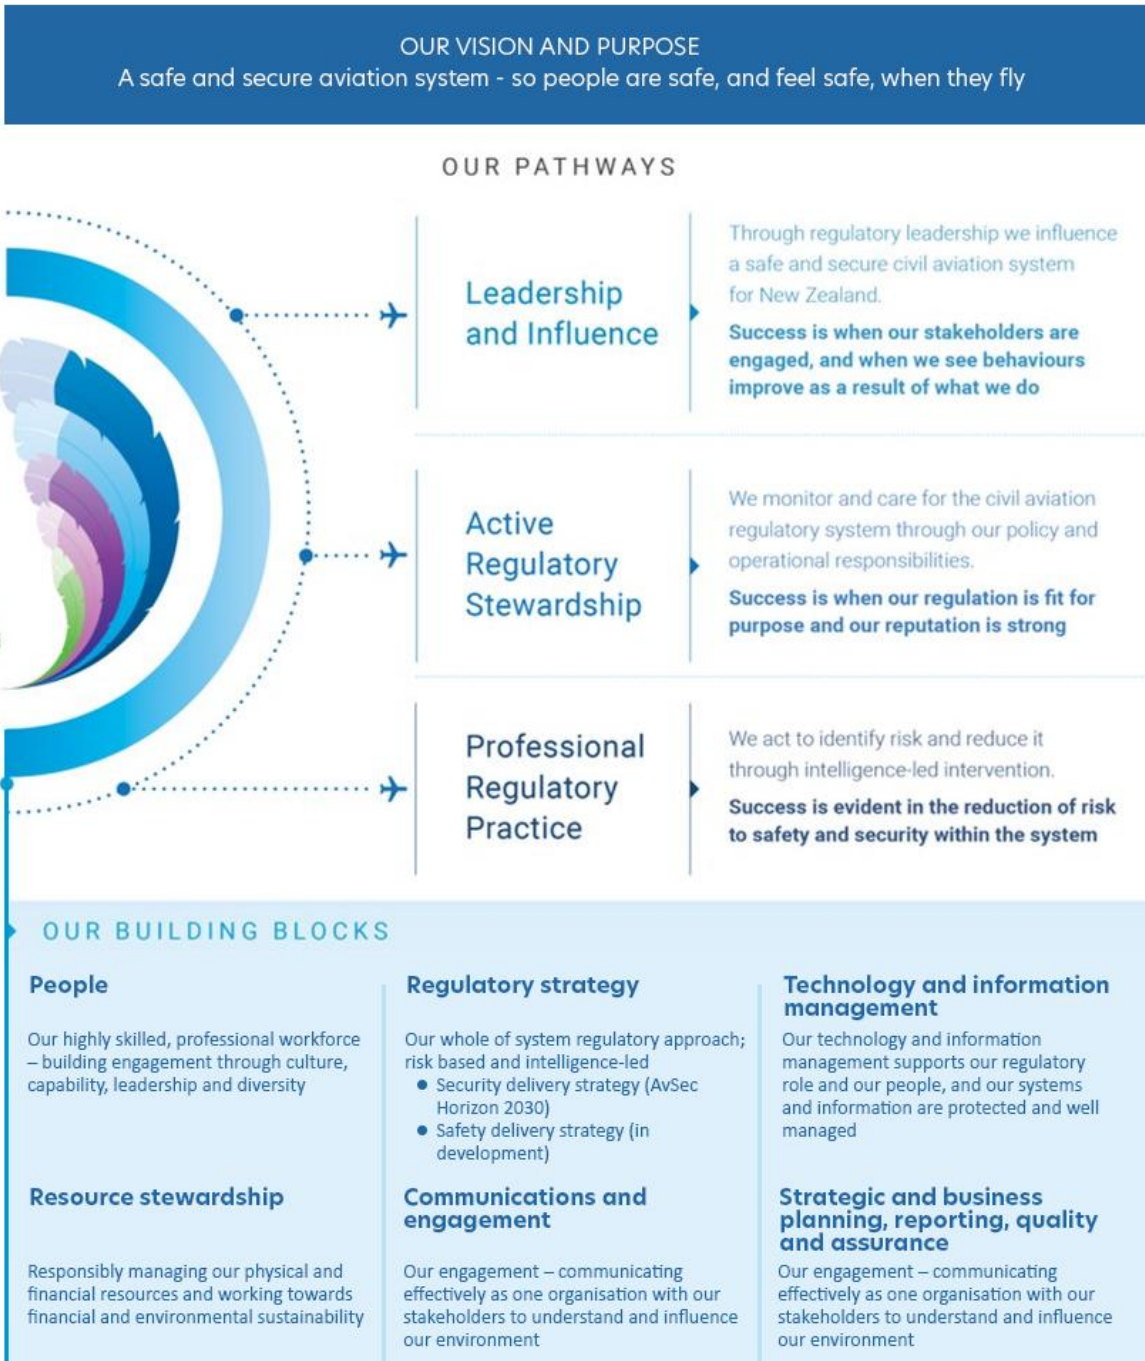 OUR VISION AND PURPOSE
A safe and secure aviation system - so people are safe, and feel safe, when they fly
OUR PATHWAYS
Leadership
and Influence
Through regulatory leadership we influence
a safe and secure civil aviation system
for New Zealand.
Success is when our stakeholders are
engaged, and when we see behaviours
improve as a result of what we do
Active
Regulatory
Stewardship
We monitor and care for the civil aviation
regulatory system through our policy and
operational responsibilities.
Success is when our regulation is fit for
purpose and our reputation is strong
Professional
Regulatory
Practice
We act to identify risk and reduce it
through intelligence-led intervention.
Success is evident in the reduction of risk
to safety and security within the system
OUR BUILDING BLOCKS
People
Our highly skilled, professional workforce
– building engagement through culture,
capability, leadership and diversity
Regulatory strategy
Our whole of system regulatory approach;
risk based and intelligence-led
● Security delivery strategy (AvSec
Horizon 2030)
● Safety delivery strategy (in
development)
Technology and information
management
Our technology and information
management supports our regulatory
role and our people, and our systems
and information are protected and well
managed
Resource stewardship
Responsibly managing our physical and
financial resources and working towards
financial and environmental sustainability
Communications and
engagement
Our engagement – communicating
effectively as one organisation with our
stakeholders to understand and influence
our environment
Strategic and business
planning, reporting, quality
and assurance
Our engagement – communicating
effectively as one organisation with our
stakeholders to understand and influence
our environment